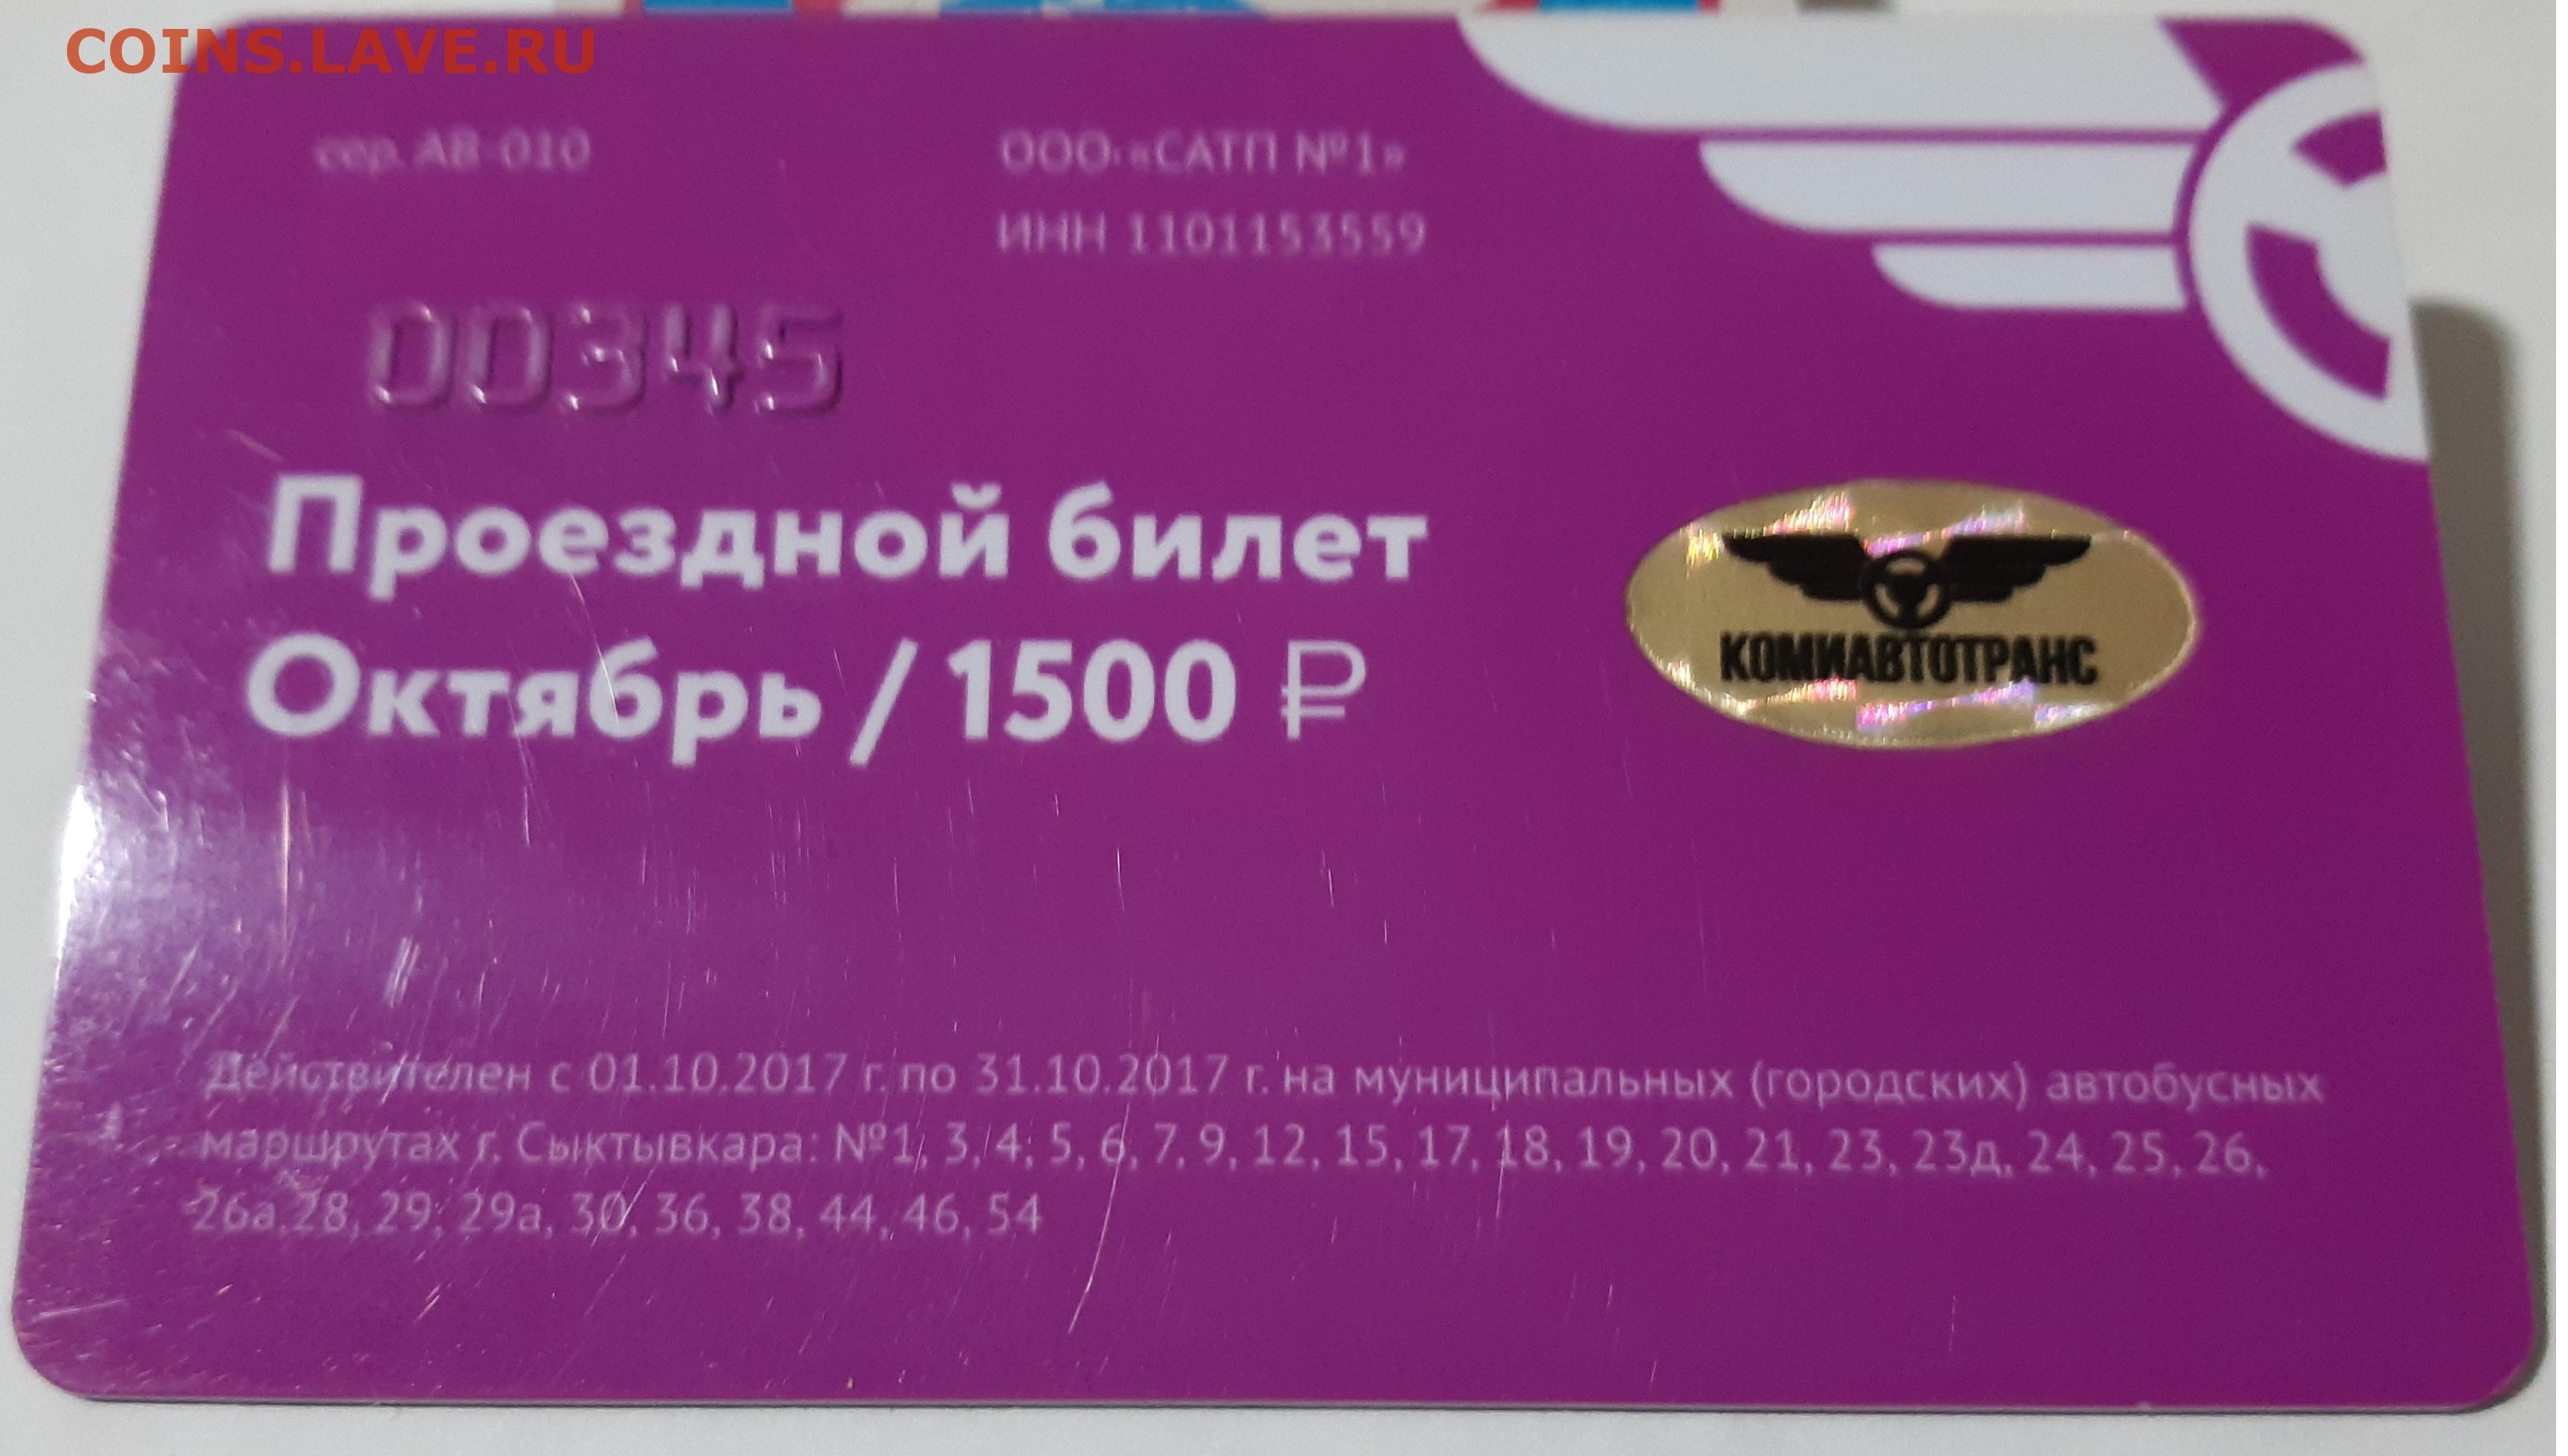 COINS.LAVE.RU
сер. АВ-010
ООО «САТП №1»
ИНН 1101153559
00345
Проездной билет
Октябрь / 1500 ₽
КОМИАВТОТРАНС
Действителен с 01.10.2017 г. по 31.10.2017 г. на муниципальных (городских) автобусных
маршрутах г. Сыктывкара: №1, 3, 4, 5, 6, 7, 9, 12, 15, 17, 18, 19, 20, 21, 23, 23д, 24, 25, 26,
26а, 28, 29, 29а, 30, 36, 38, 44, 46, 54